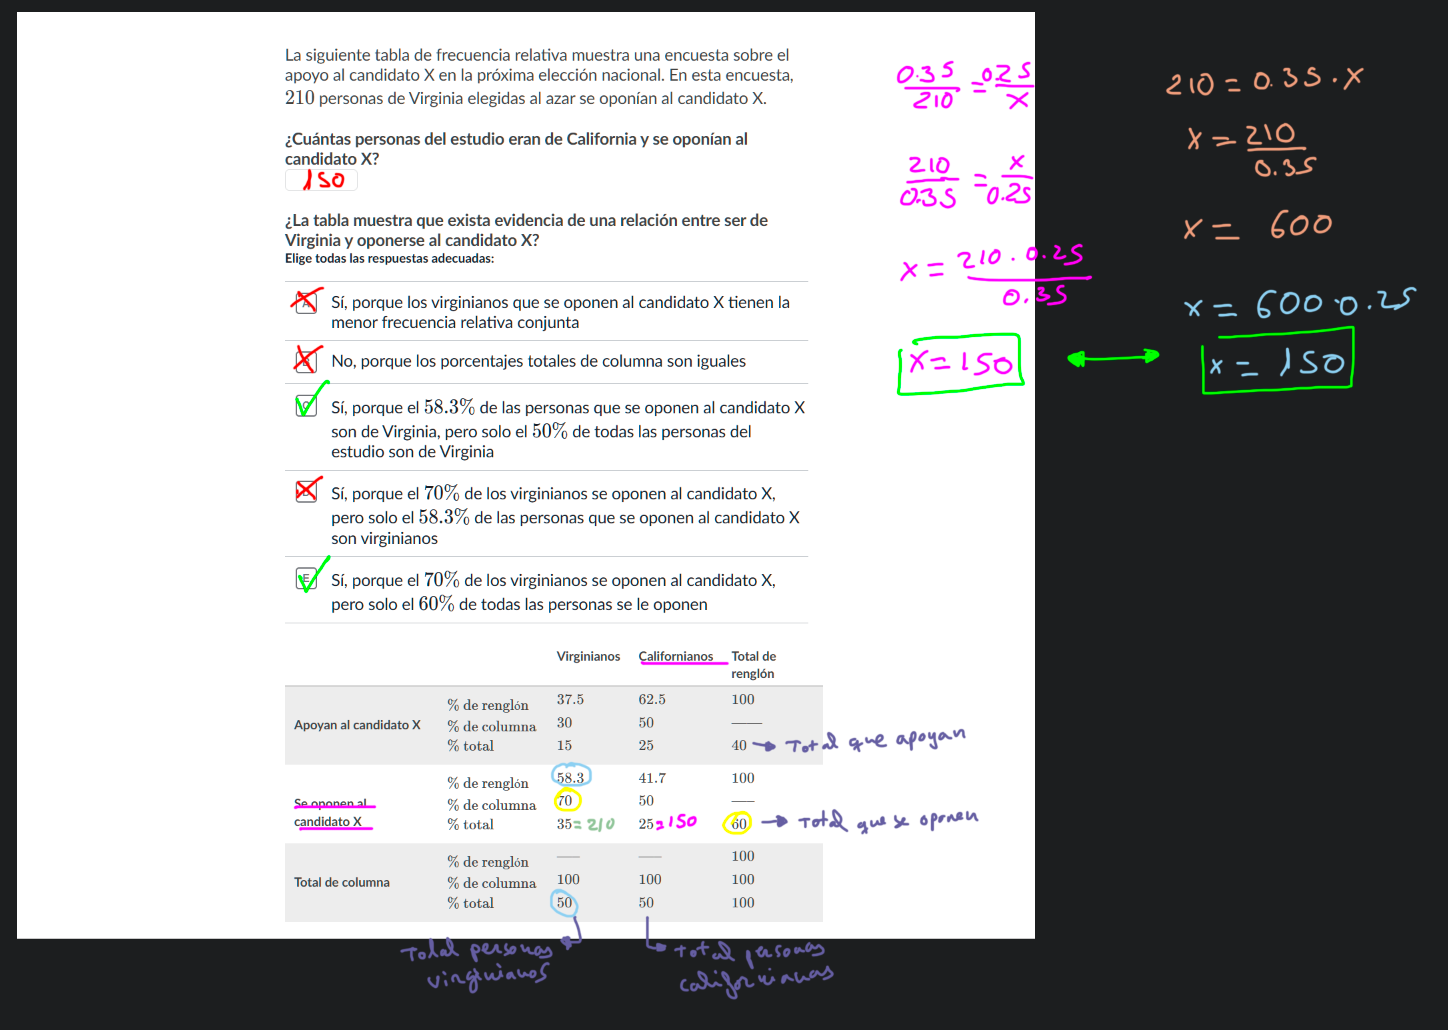 La siguiente tabla de frecuencia relativa muestra una encuesta sobre el
apoyo al candidato X en la próxima elección nacional. En esta encuesta,
210 personas de Virginia elegidas al azar se oponían al candidato X.
¿Cuántas personas del estudio eran de California y se oponían al
candidato X?
150
¿La tabla muestra que exista evidencia de una relación entre ser de
Virginia y oponerse al candidato X?
Elige todas las respuestas adecuadas:
A Sí, porque los virginianos que se oponen al candidato X tienen la
menor frecuencia relativa conjunta
No, porque los porcentajes totales de columna son iguales
C Sí, porque el 58.3% de las personas que se oponen al candidato X
son de Virginia, pero solo el 50% de todas las personas del
estudio son de Virginia
D Sí, porque el 70% de los virginianos se oponen al candidato X,
pero solo el 58.3% de las personas que se oponen al candidato X
son virginianos
E Sí, porque el 70% de los virginianos se oponen al candidato X,
pero solo el 60% de todas las personas se le oponen
0.35/210 = 0.25/x
210/0.35 = x/0.25
x = 210 . 0.25 / 0.35
x = 150
210 = 0.35 . x
x = 210/0.35
x = 600
x = 600 . 0.25
x = 150
Virginianos Californianos Total de
renglón
Apoyan al candidato X
% de renglón 37.5 62.5 100
% de columna 30 50 —
% total 15 25 40 → Total que apoyan
Se oponen al
candidato X
% de renglón 58.3 41.7 100
% de columna 70 50 —
% total 35 = 210 25 = 150 60 → Total que se oponen
Total de columna
% de renglón — — 100
% de columna 100 100 100
% total 50 50 100
Total personas
virginianos
Total personas
californianas